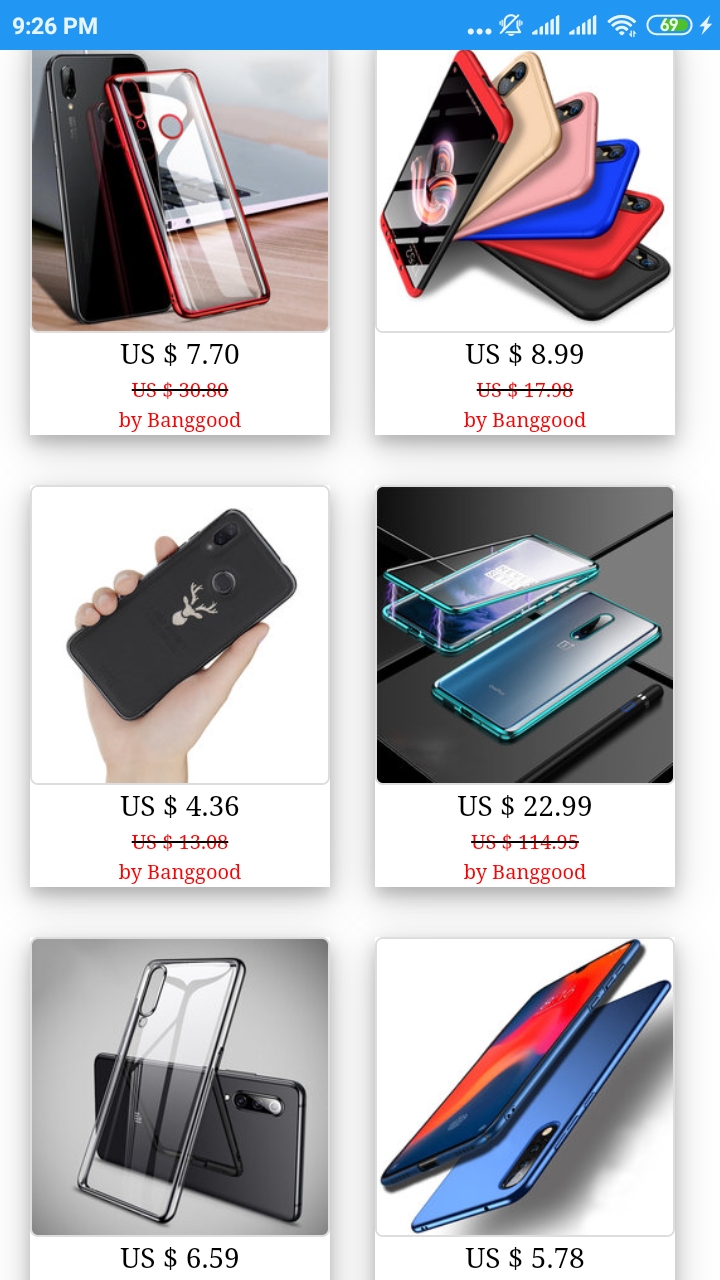 9:26 PM
69
US $ 7.70
US $ 30.80
by Banggood
US $ 8.99
US $ 17.98
by Banggood
US $ 4.36
US $ 13.08
by Banggood
US $ 22.99
US $ 114.95
by Banggood
US $ 6.59
US $ 5.78